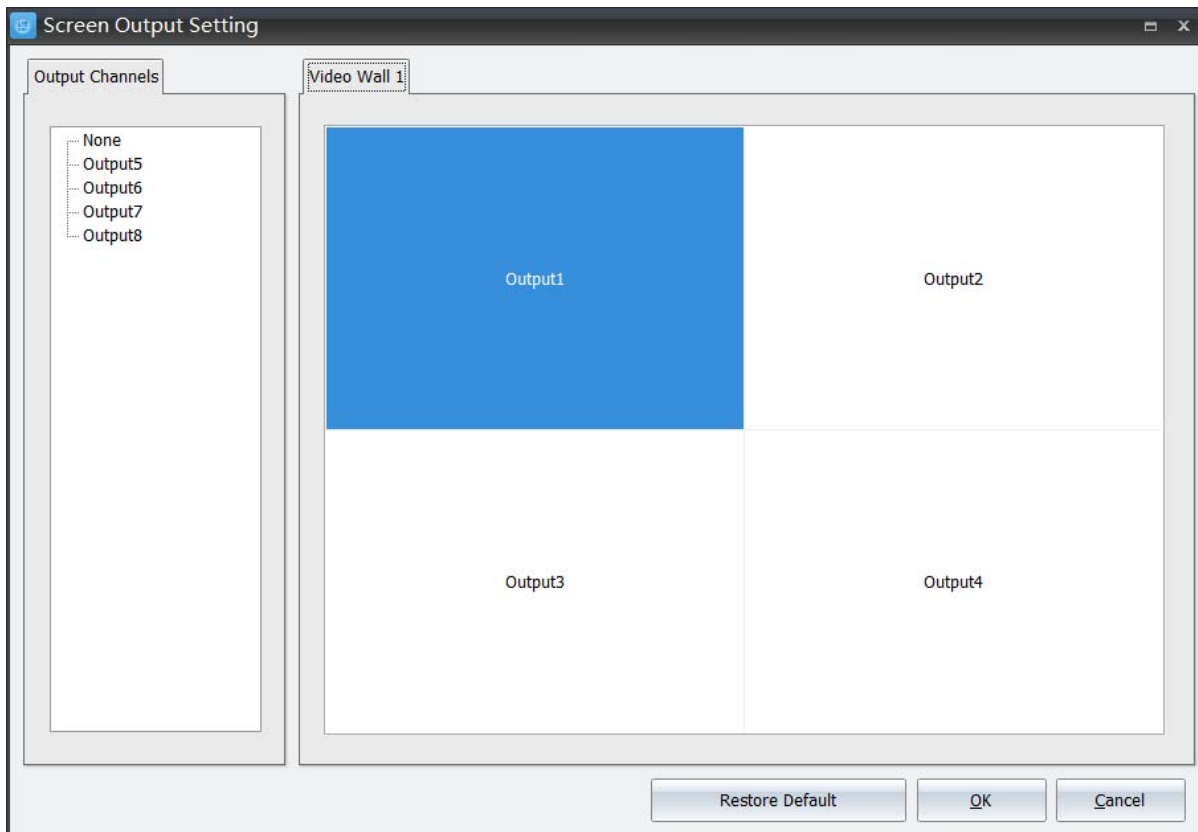 Screen Output Setting
Output Channels
None
Output5
Output6
Output7
Output8
Video Wall 1
Output1
Output2
Output3
Output4
Restore Default
OK
Cancel